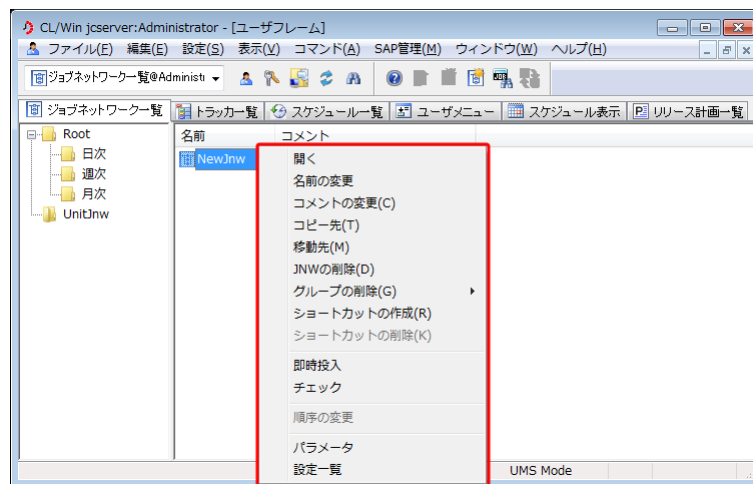 CL/Win jcserver:Administrator - [ユーザフレーム]
ファイル(F) 編集(E) 設定(S) 表示(V) コマンド(A) SAP管理(M) ウィンドウ(W) ヘルプ(H)
ジョブネットワーク一覧@Administ
ジョブネットワーク一覧 トラッカ一覧 スケジュール一覧 ユーザメニュー スケジュール表示 リリース計画一覧
Root
日次
週次
月次
UnitJnw
名前 コメント
NewJnw
開く
名前の変更
コメントの変更(C)
コピー先(T)
移動先(M)
JNWの削除(D)
グループの削除(G)
ショートカットの作成(R)
ショートカットの削除(K)
即時投入
チェック
順序の変更
パラメータ
設定一覧
UMS Mode